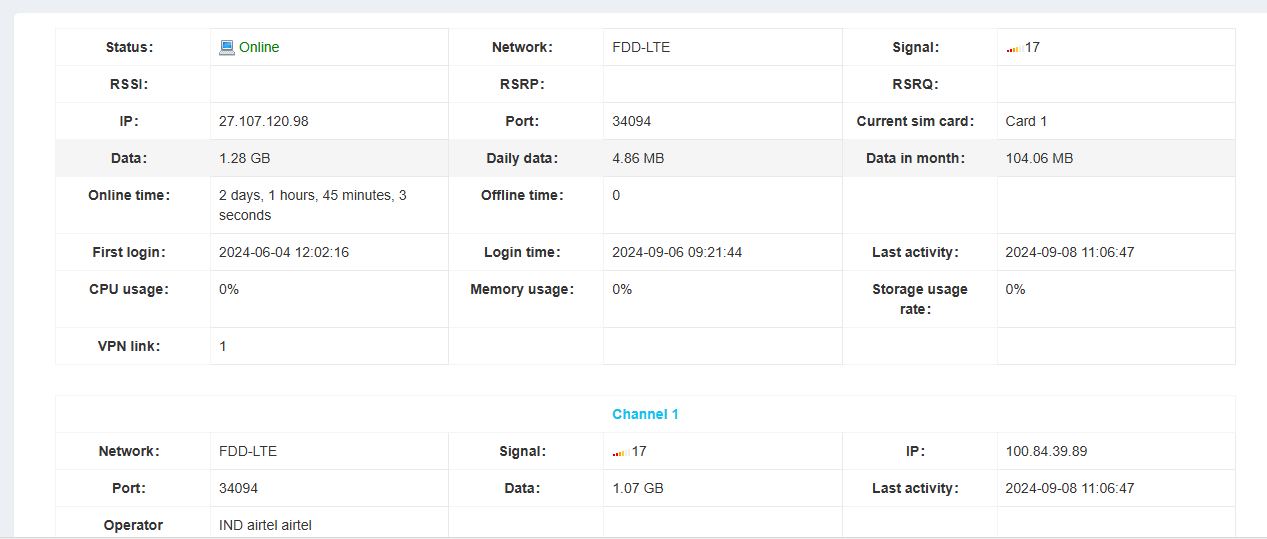 Status: Online Network: FDD-LTE Signal: 17
RSSI: RSRP: RSRQ:
IP: 27.107.120.98 Port: 34094 Current sim card: Card 1
Data: 1.28 GB Daily data: 4.86 MB Data in month: 104.06 MB
Online time: 2 days, 1 hours, 45 minutes, 3 Offline time: 0
seconds
First login: 2024-06-04 12:02:16 Login time: 2024-09-06 09:21:44 Last activity: 2024-09-08 11:06:47
CPU usage: 0% Memory usage: 0% Storage usage 0%
rate:
VPN link: 1
Channel 1
Network: FDD-LTE Signal: 17 IP: 100.84.39.89
Port: 34094 Data: 1.07 GB Last activity: 2024-09-08 11:06:47
Operator IND airtel airtel